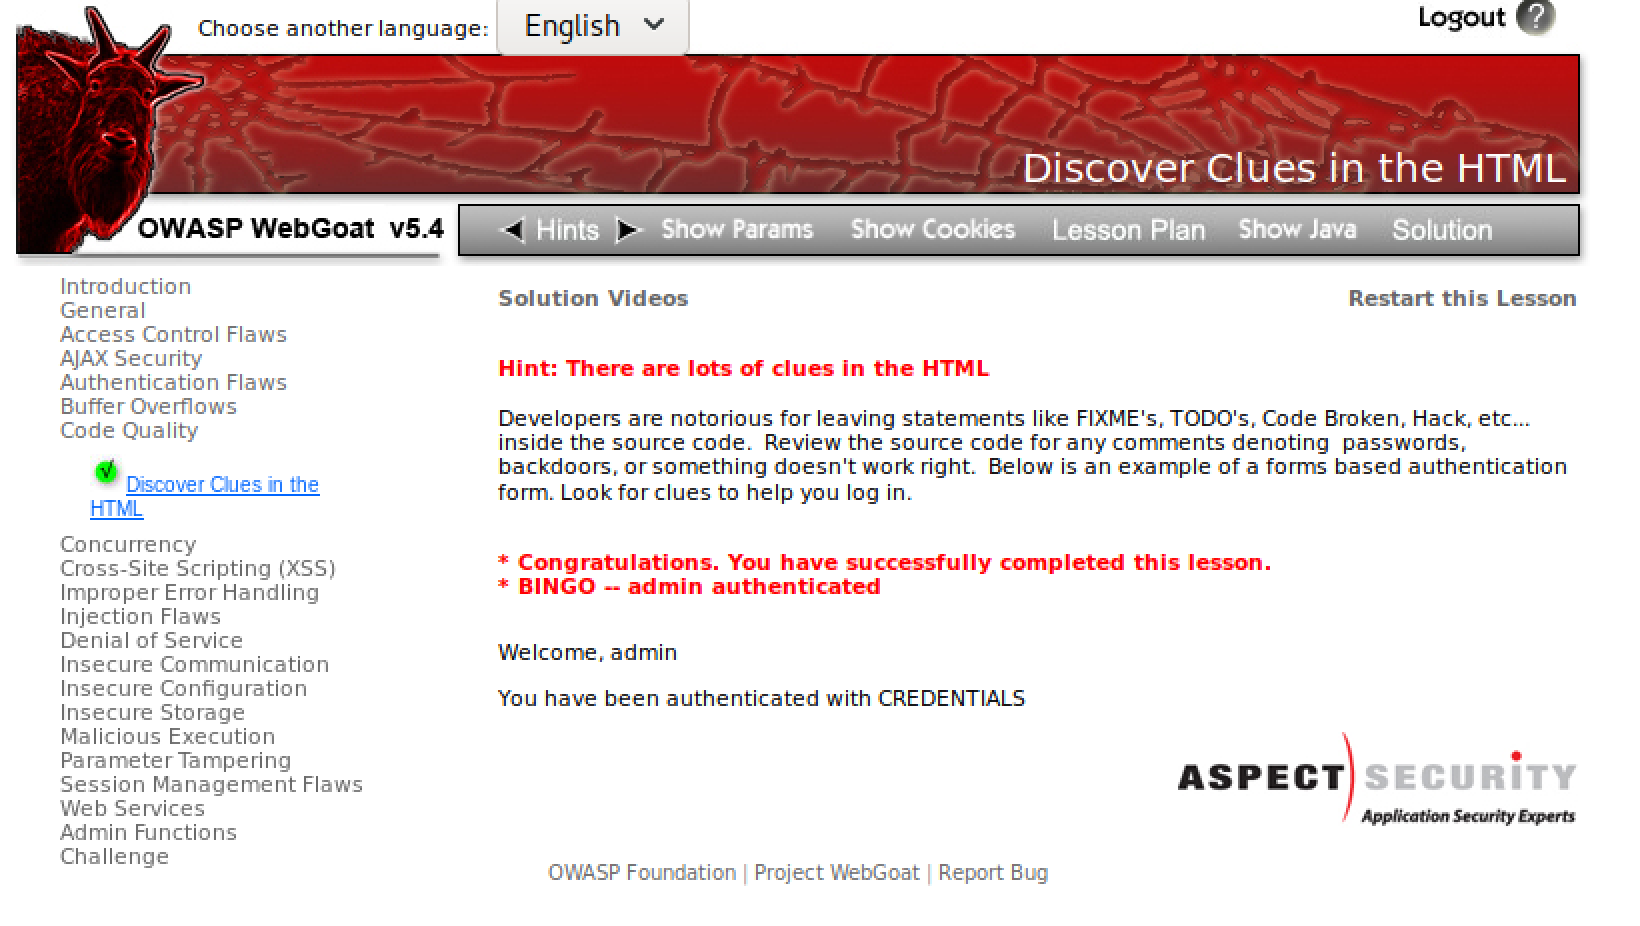 Choose another language: English
Logout ?
Discover Clues in the HTML
OWASP WebGoat v5.4
Hints Show Params Show Cookies Lesson Plan Show Java Solution
Introduction
General
Access Control Flaws
AJAX Security
Authentication Flaws
Buffer Overflows
Code Quality
Discover Clues in the
HTML
Concurrency
Cross-Site Scripting (XSS)
Improper Error Handling
Injection Flaws
Denial of Service
Insecure Communication
Insecure Configuration
Insecure Storage
Malicious Execution
Parameter Tampering
Session Management Flaws
Web Services
Admin Functions
Challenge
Solution Videos
Restart this Lesson
Hint: There are lots of clues in the HTML
Developers are notorious for leaving statements like FIXME's, TODO's, Code Broken, Hack, etc...
inside the source code. Review the source code for any comments denoting passwords,
backdoors, or something doesn't work right. Below is an example of a forms based authentication
form. Look for clues to help you log in.
* Congratulations. You have successfully completed this lesson.
* BINGO -- admin authenticated
Welcome, admin
You have been authenticated with CREDENTIALS
ASPECT SECURITY
Application Security Experts
OWASP Foundation | Project WebGoat | Report Bug